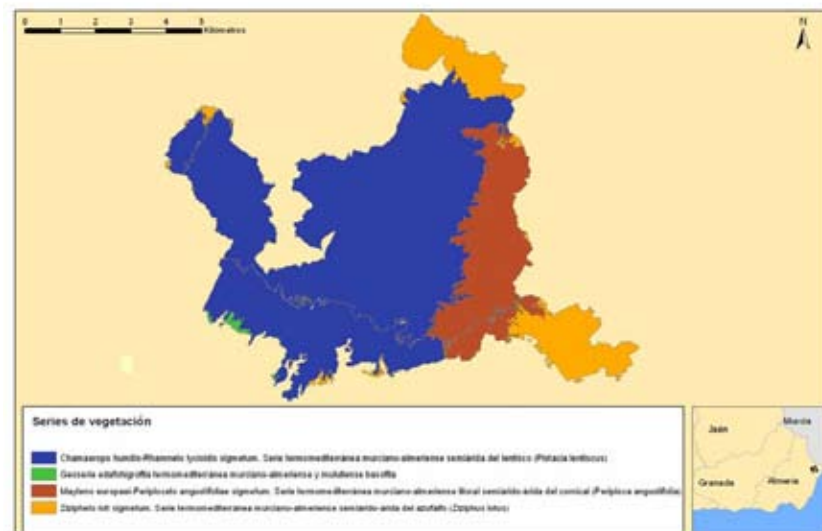 0 1 2 3 4 5
Kilómetros
N
Series de vegetación
Chamaeropo humilis-Rhamneto lycioidis sigmetum. Serie termomediterránea murciano-almeriense semiárida del lentisco (Pistacia lentiscus)
Geoserie edafohigrófila termomediterránea murciano-almeriense y mulullense basófila
Mayteno europaei-Periploceto angustifoliae sigmetum. Serie termomediterránea murciano-almeriense litoral semiárido-árida del cornical (Periploca angustifolia)
Zizipheto loti sigmetum. Serie termomediterránea murciano-almeriense semiárido-árida del azufaifo (Ziziphus lotus)
Jaén
Murcia
Granada
Almería